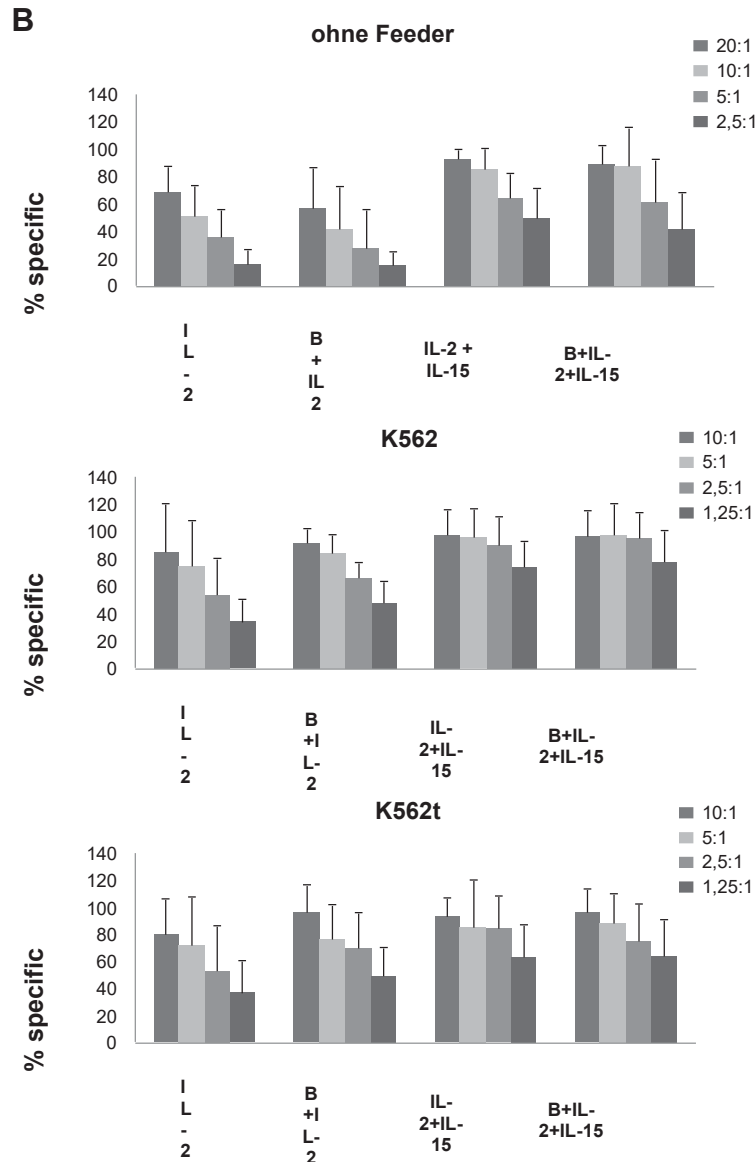 B
ohne Feeder
20:1
10:1
5:1
2,5:1
% specific
140
120
100
80
60
40
20
0
I
L
-
2
B
+
IL
2
IL-2 +
IL-15
B+IL-
2+IL-15
K562
10:1
5:1
2,5:1
1,25:1
% specific
140
120
100
80
60
40
20
0
I
L
-
2
B
+I
L-
2
IL-
2+IL-
15
B+IL-
2+IL-15
K562t
10:1
5:1
2,5:1
1,25:1
% specific
140
120
100
80
60
40
20
0
I
L
-
2
B
+I
L-
2
IL-
2+IL-
15
B+IL-
2+IL-15